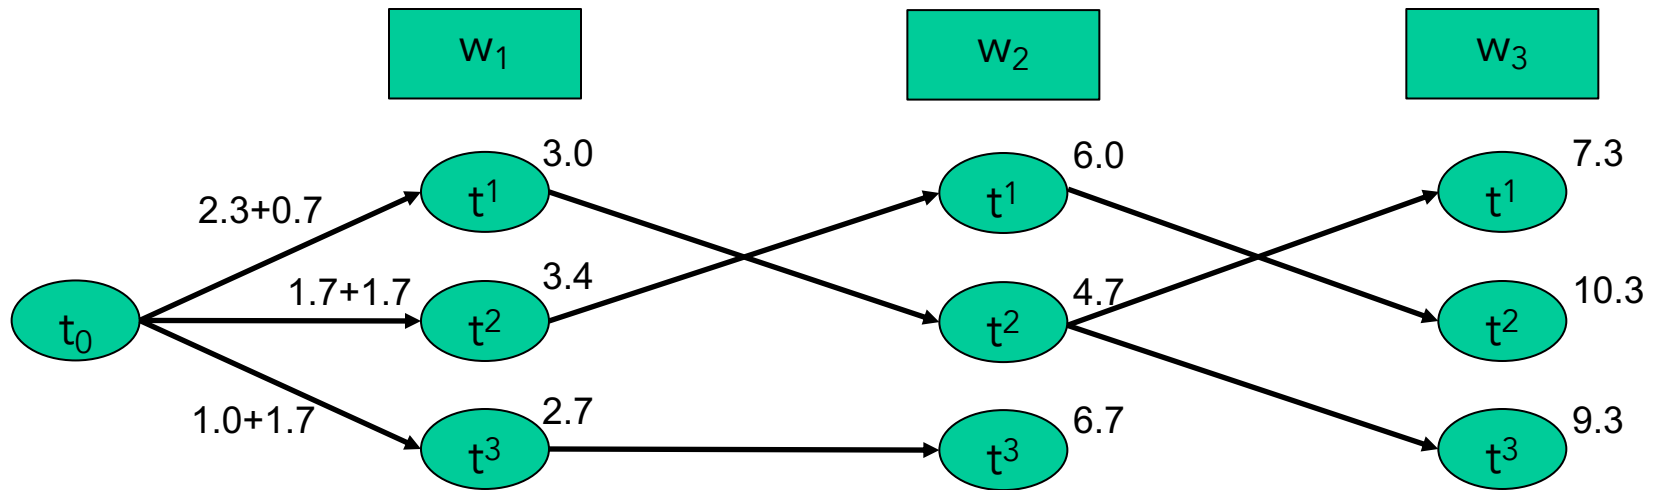 w₁ w₂ w₃
t¹ 3.0 t¹ 6.0 t¹ 7.3
2.3+0.7
t₀ 1.7+1.7 t² 3.4 t² 4.7 t² 10.3
1.0+1.7
t³ 2.7 t³ 6.7 t³ 9.3